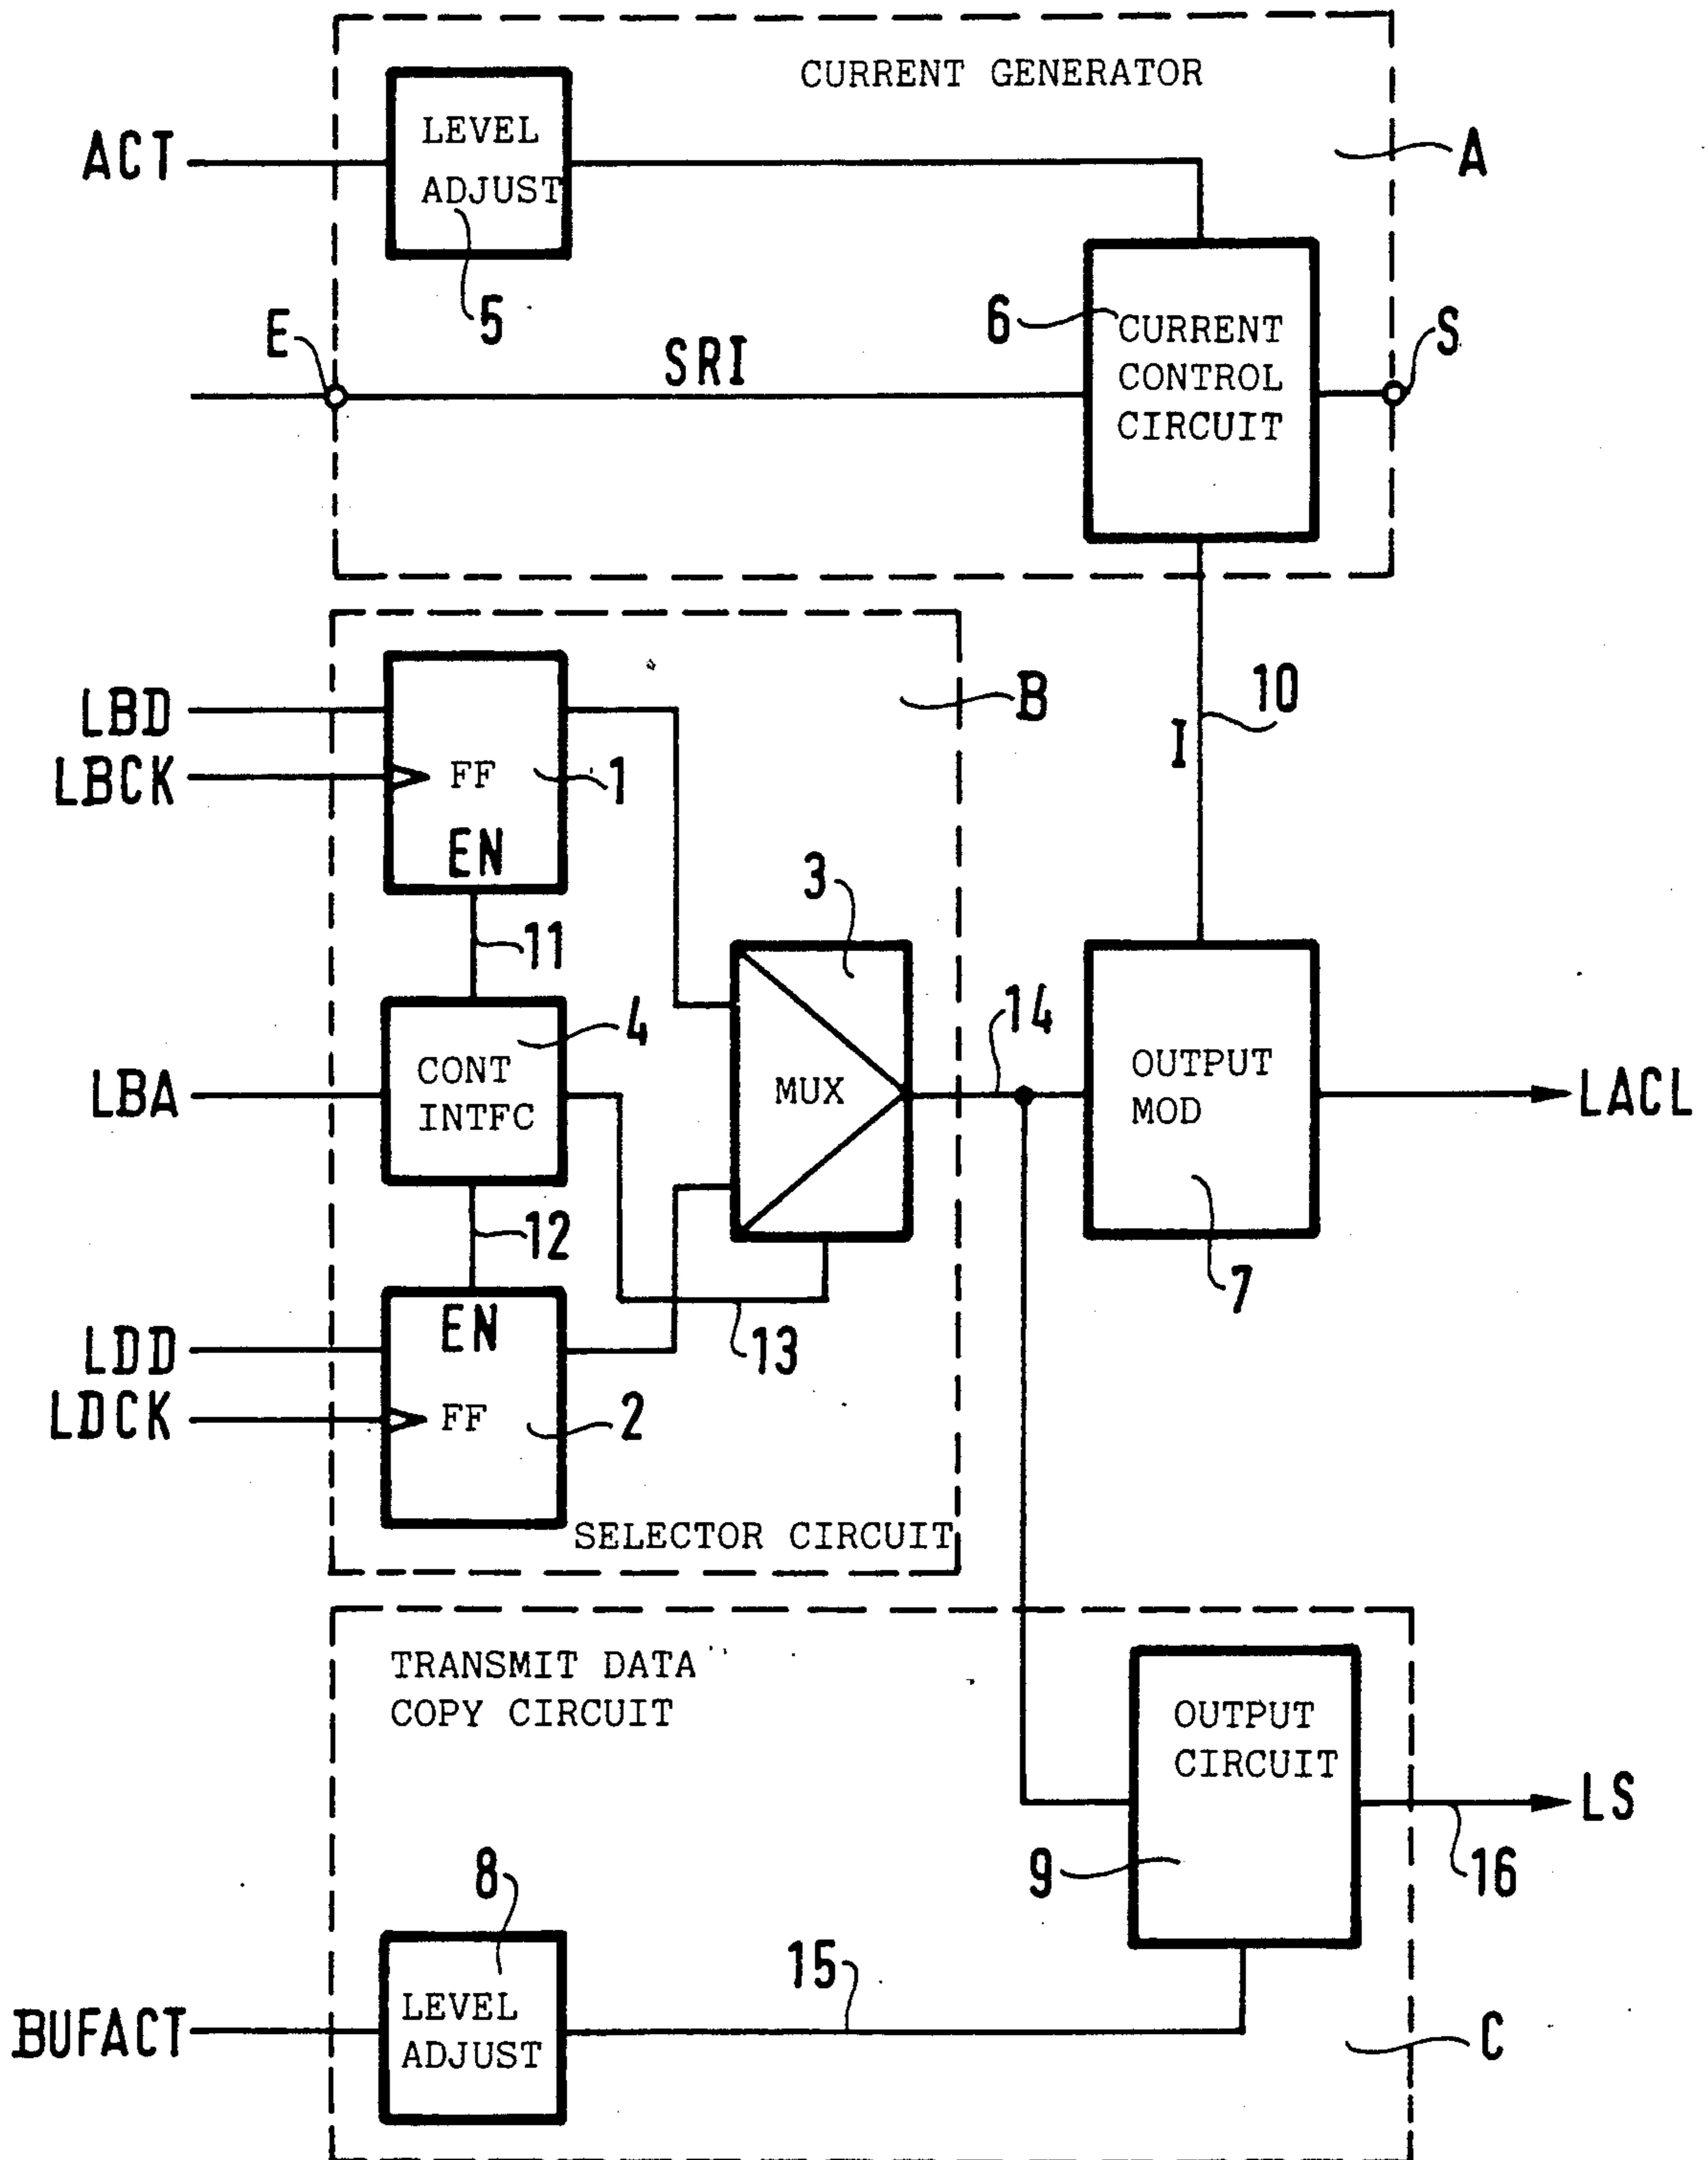 CURRENT GENERATOR
ACT
LEVEL
ADJUST
A
5
E
SRI
6
CURRENT
CONTROL
CIRCUIT
S
LBD
LBCK
FF
EN
1
B
10
I
11
3
LBA
CONT
INTFC
4
MUX
14
OUTPUT
MOD
LACL
12
7
LDD
LDCK
EN
FF
2
13
SELECTOR CIRCUIT
TRANSMIT DATA
COPY CIRCUIT
OUTPUT
CIRCUIT
LS
9
16
8
15
BUFACT
LEVEL
ADJUST
C